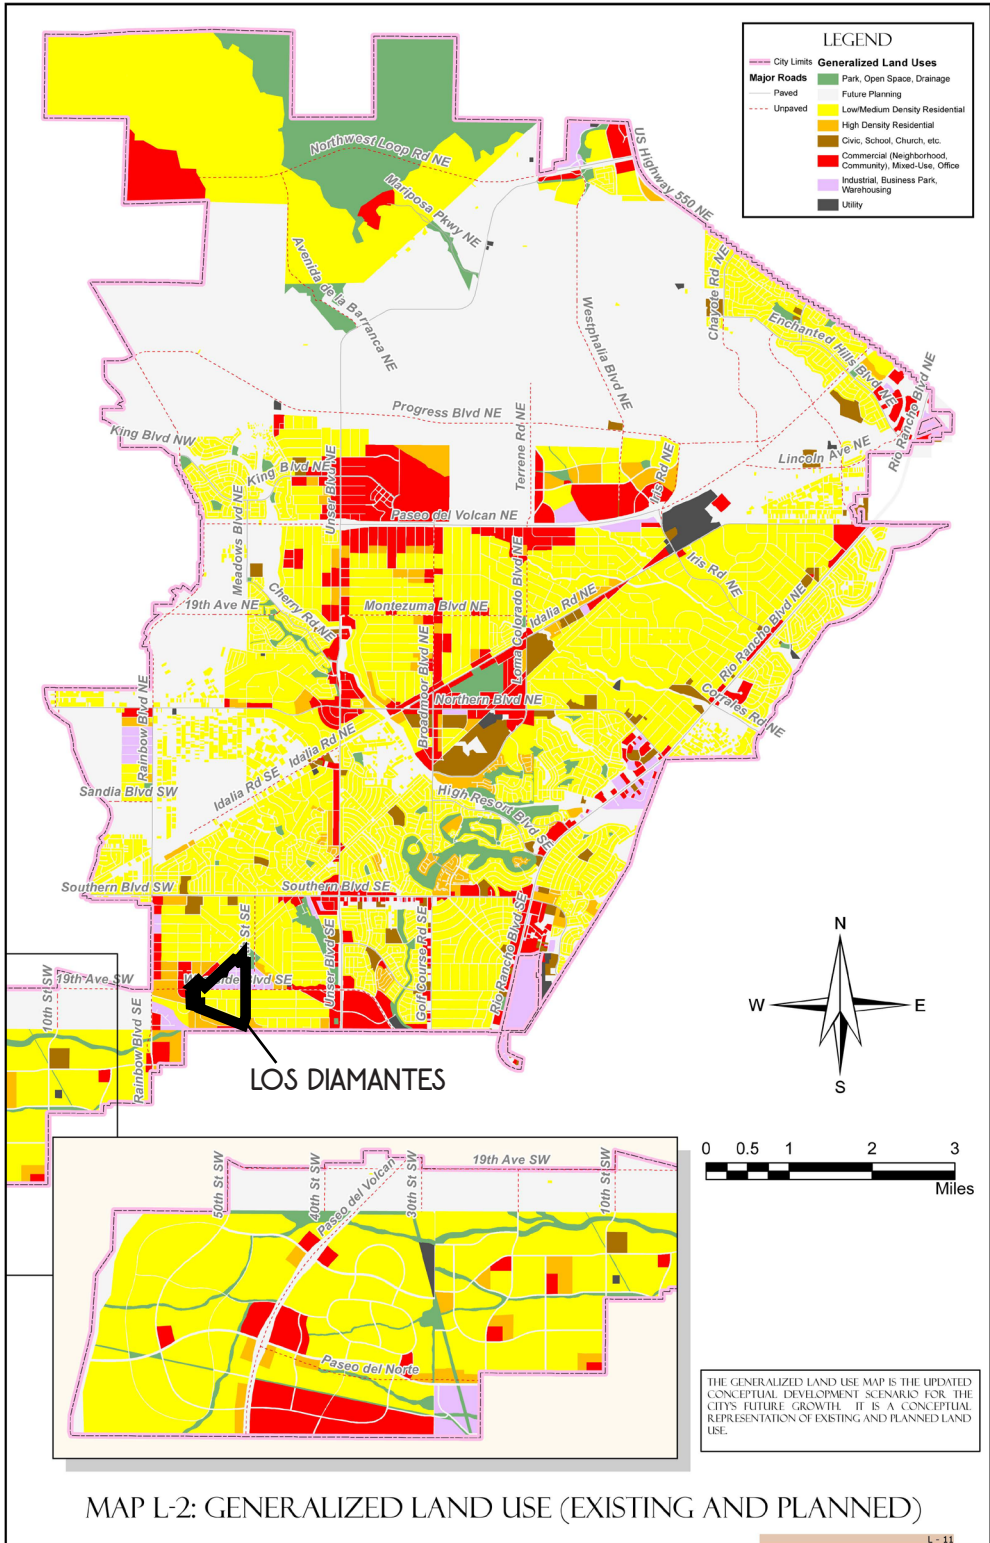 LEGEND
City Limits
Major Roads
Paved
Unpaved
Generalized Land Uses
Park, Open Space, Drainage
Future Planning
Low/Medium Density Residential
High Density Residential
Civic, School, Church, etc.
Commercial (Neighborhood,
Community), Mixed-Use, Office
Industrial, Business Park,
Warehousing
Utility
Northwest Loop Rd NE
US Highway 550 NE
Mariposa Pkwy NE
Avenida de la Barranca NE
Westphalia Blvd NE
Chayote Rd NE
Enchanted Hills Blvd NE
Rio Rancho Blvd NE
Progress Blvd NE
King Blvd NW
King Blvd NE
Unser Blvd NE
Terrene Rd NE
Iris Rd NE
Lincoln Ave NE
Paseo del Volcan NE
Meadows Blvd NE
Iris Rd NE
19th Ave NE
Cherry Rd NE
Montezuma Blvd NE
Loma Colorado Blvd NE
Idalia Rd NE
Rio Rancho Blvd NE
Broadmoor Blvd NE
Northern Blvd NE
Corrales Rd NE
Rainbow Blvd NE
Idalia Rd NE
Idalia Rd SE
Sandia Blvd SW
High Resort Blvd SE
Southern Blvd SW
Southern Blvd SE
St SE
Unser Blvd SE
Golf Course Rd SE
Rio Rancho Blvd SE
10th St SW
19th Ave SW
Blvd SE
Rainbow Blvd SE
LOS DIAMANTES
N
W
E
S
0 0.5 1 2 3
Miles
50th St SW
40th St SW
Paseo del Volcan
30th St SW
19th Ave SW
10th St SW
Paseo del Norte
THE GENERALIZED LAND USE MAP IS THE UPDATED
CONCEPTUAL DEVELOPMENT SCENARIO FOR THE
CITY'S FUTURE GROWTH. IT IS A CONCEPTUAL
REPRESENTATION OF EXISTING AND PLANNED LAND
USE.
MAP L-2: GENERALIZED LAND USE (EXISTING AND PLANNED)
L - 11